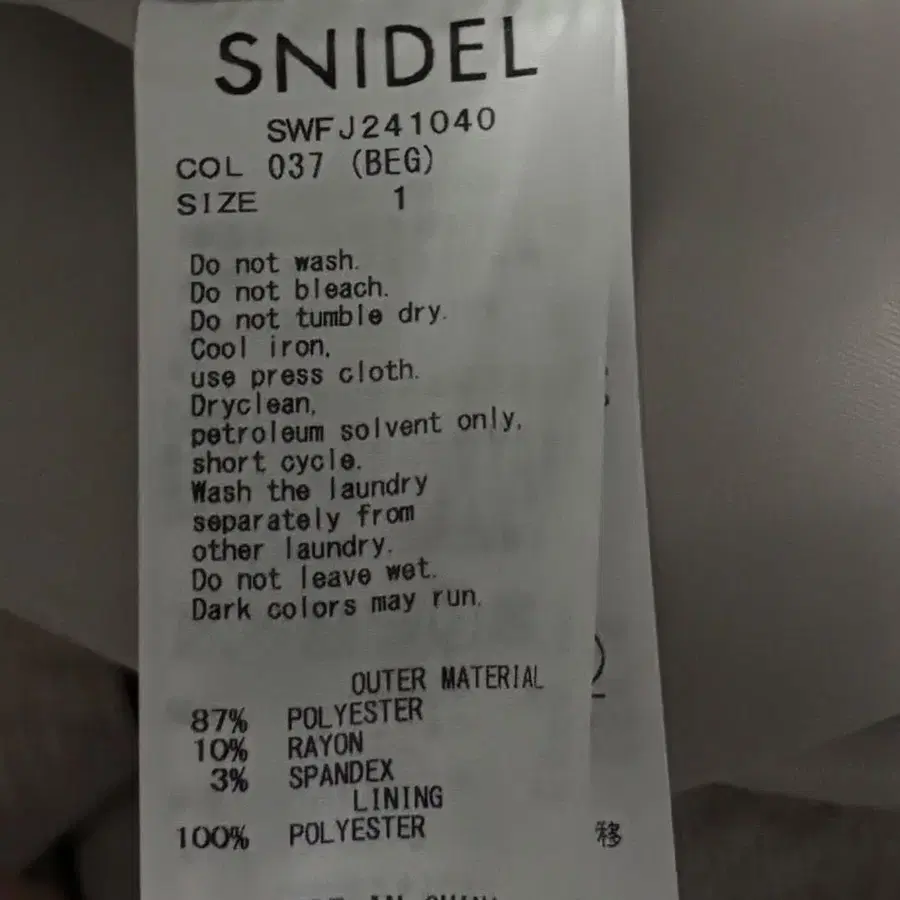 SNIDEL
SWFJ241040
COL 037 (BEG)
SIZE 1
Do not wash.
Do not bleach.
Do not tumble dry.
Cool iron,
use press cloth.
Dryclean,
petroleum solvent only,
short cycle.
Wash the laundry
separately from
other laundry.
Do not leave wet.
Dark colors may run.
OUTER MATERIAL
87% POLYESTER
10% RAYON
3% SPANDEX
LINING
100% POLYESTER
移